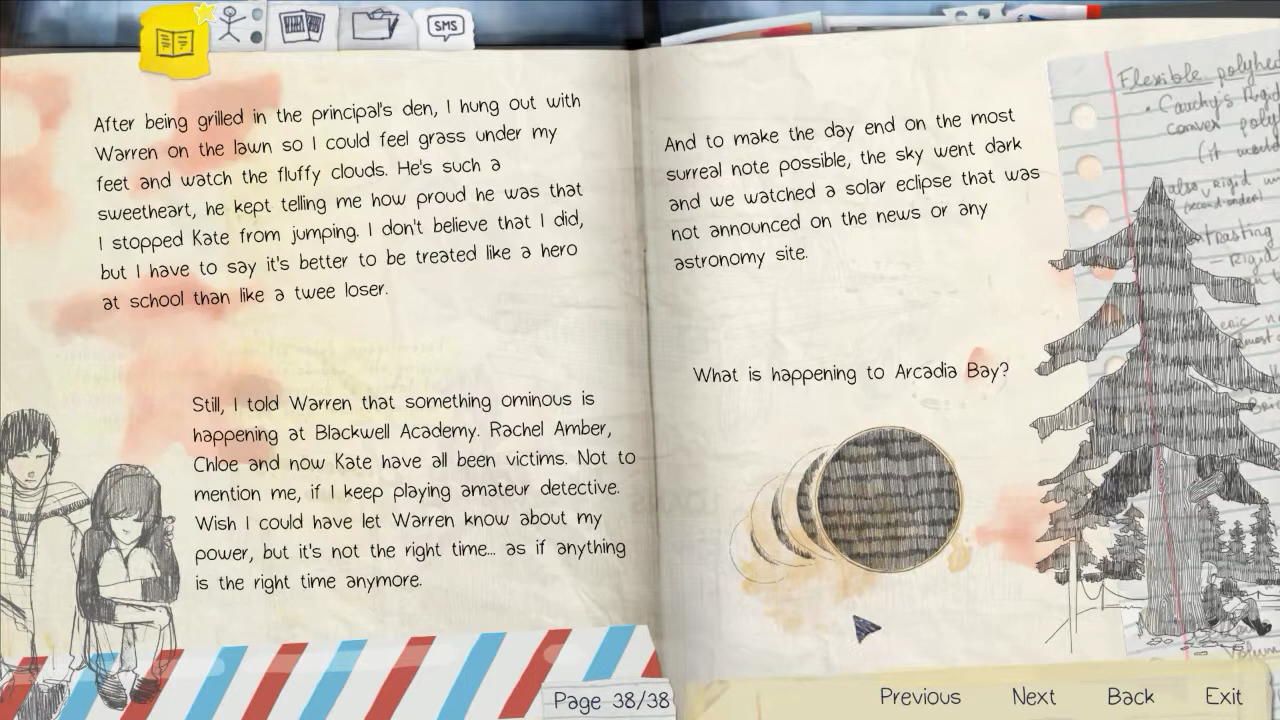 SMS
After being grilled in the principal's den, I hung out with
Warren on the lawn so I could feel grass under my
feet and watch the fluffy clouds. He's such a
sweetheart, he kept telling me how proud he was that
I stopped Kate from jumping. I don't believe that I did,
but I have to say it's better to be treated like a hero
at school than like a twee loser.
Still, I told Warren that something ominous is
happening at Blackwell Academy. Rachel Amber,
Chloe and now Kate have all been victims. Not to
mention me, if I keep playing amateur detective.
Wish I could have let Warren know about my
power, but it's not the right time... as if anything
is the right time anymore.
And to make the day end on the most
surreal note possible, the sky went dark
and we watched a solar eclipse that was
not announced on the news or any
astronomy site.
What is happening to Arcadia Bay?
Flexible polyhed
• Cauchy's Rigid
convex poly
(it would
also, Rigid
trasting
- Rigid
Page 38/38
Previous
Next
Back
Exit